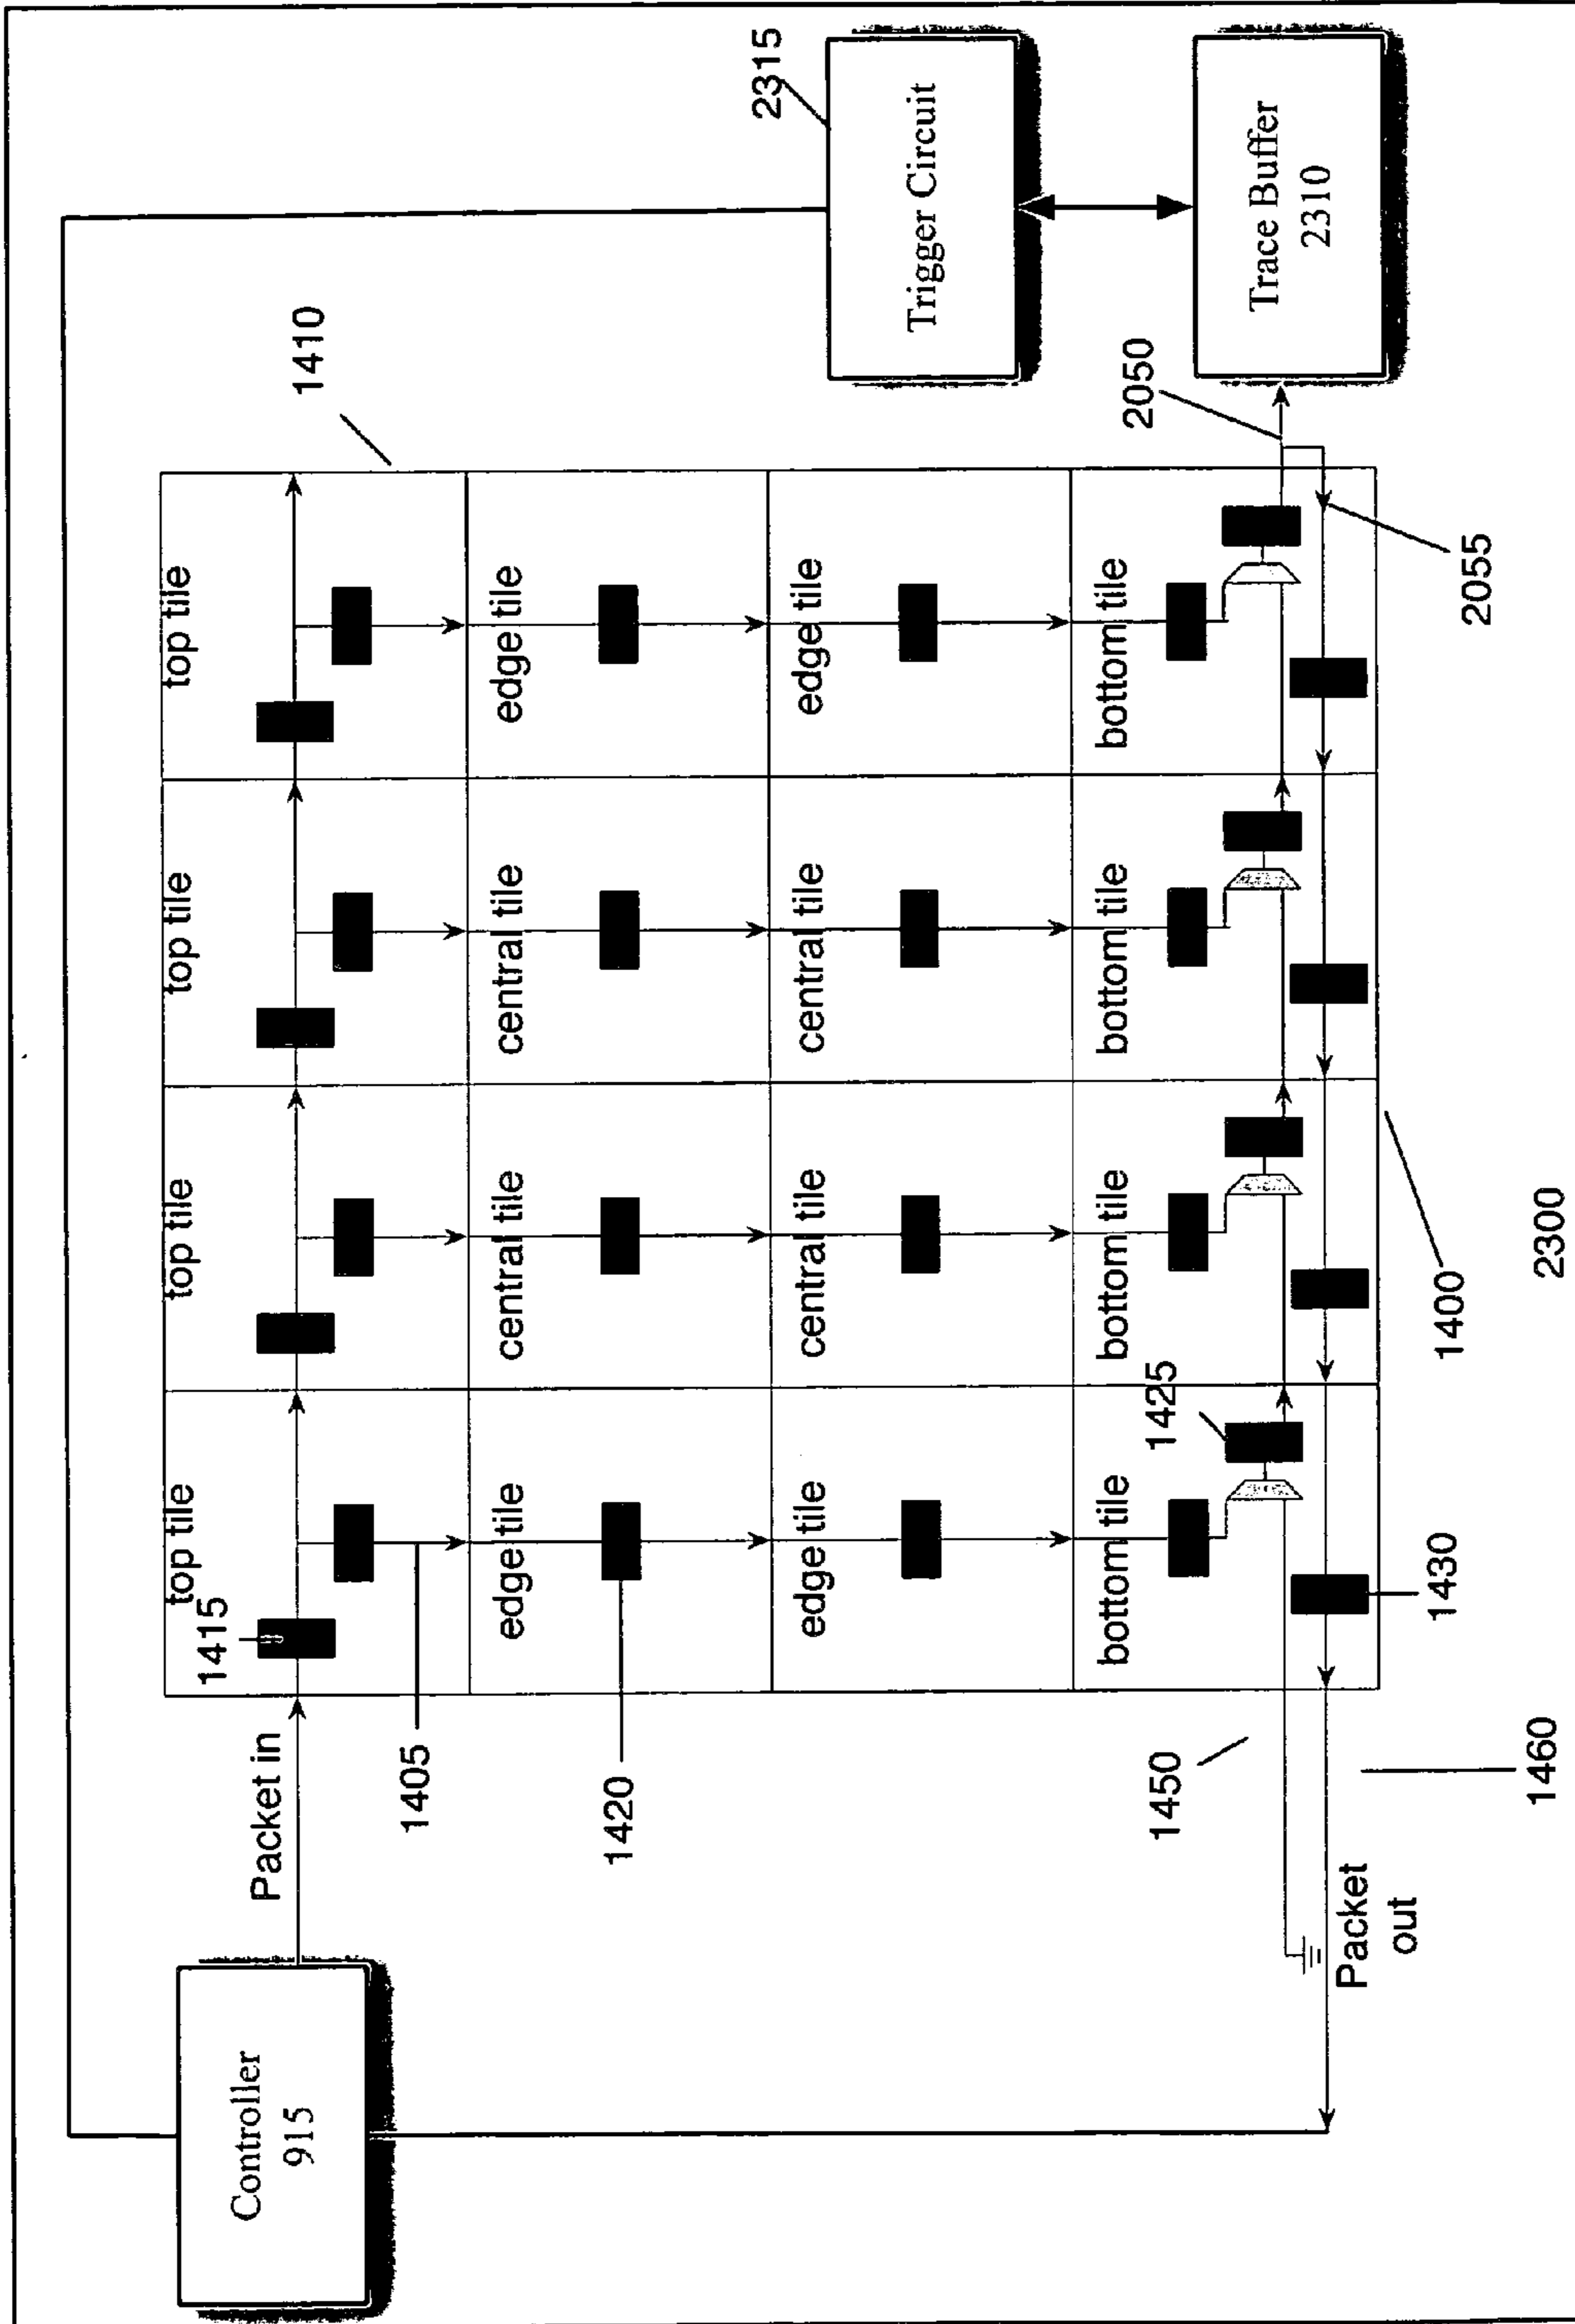 Controller
915
Packet in
1415
top tile
top tile
top tile
top tile
1410
1405
1420
edge tile
central tile
central tile
edge tile
edge tile
central tile
central tile
edge tile
2315
Trigger Circuit
1450
bottom tile
1425
bottom tile
bottom tile
bottom tile
2050
Trace Buffer
2310
Packet
out
1460
1430
1400
2055
2300